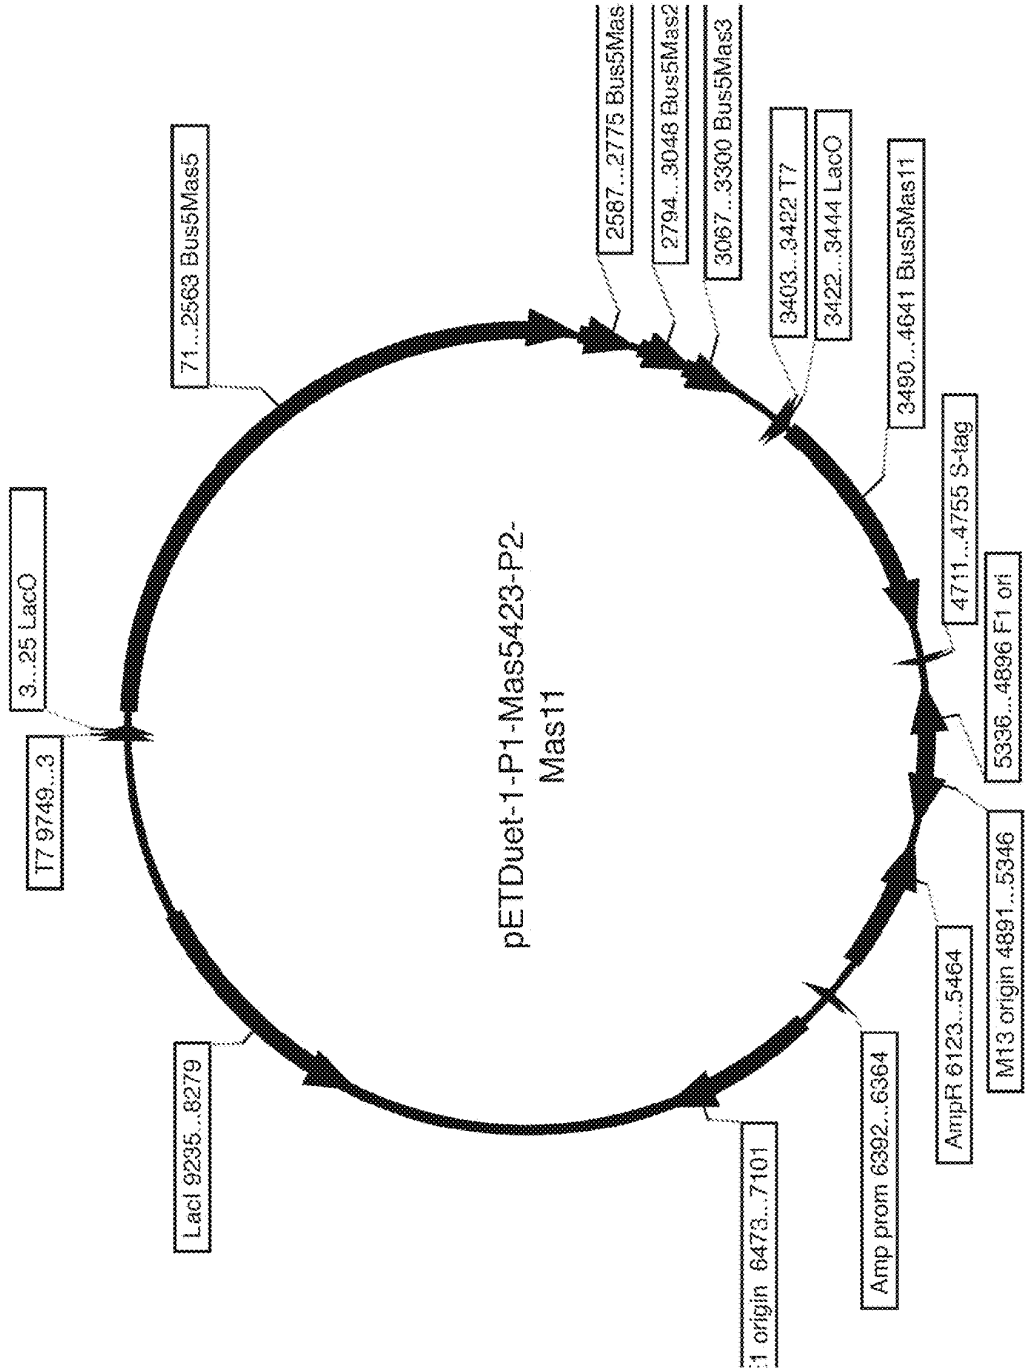 pETDuet-1-P1-Mas5423-P2-
Mas11
T7 9749...3
3...25 LacO
71...2563 Bus5Mas5
2587...2775 Bus5Mas
2794...3048 Bus5Mas2
3067...3300 Bus5Mas3
3403...3422 T7
3422...3444 LacO
3490...4641 Bus5Mas11
4711...4755 S-tag
5336...4896 F1 ori
M13 origin 4891...5346
AmpR 6123...5464
Amp prom 6392...6364
1 origin 6473...7101
LacI 9235...8279